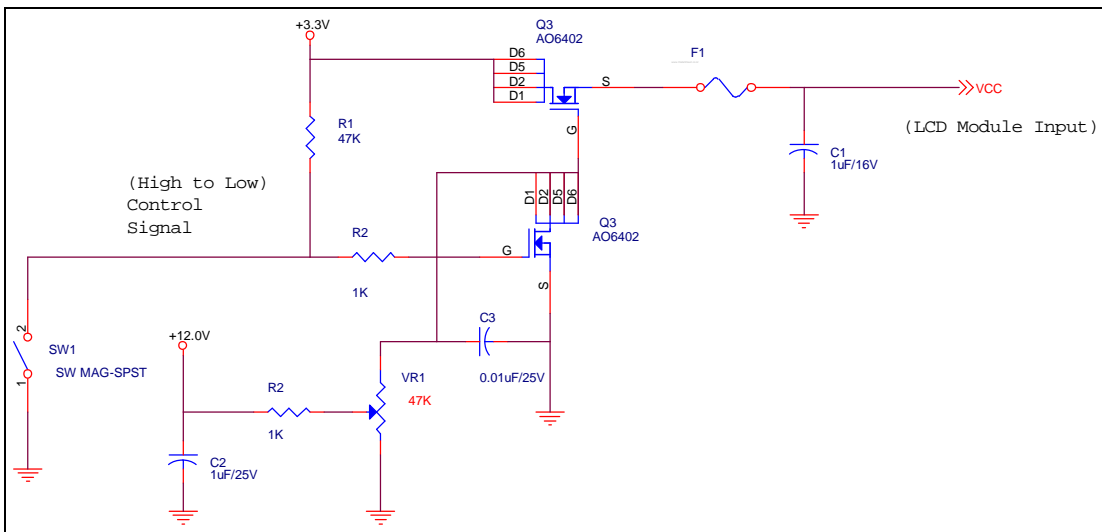 +3.3V
Q3
AO6402
D6
D5
D2
D1
S
G
F1
VCC
(LCD Module Input)
C1
1uF/16V
R1
47K
(High to Low)
Control
Signal
D1
D2
D5
D6
Q3
AO6402
G
S
R2
1K
2
1
SW1
SW MAG-SPST
+12.0V
C3
0.01uF/25V
R2
1K
VR1
47K
C2
1uF/25V